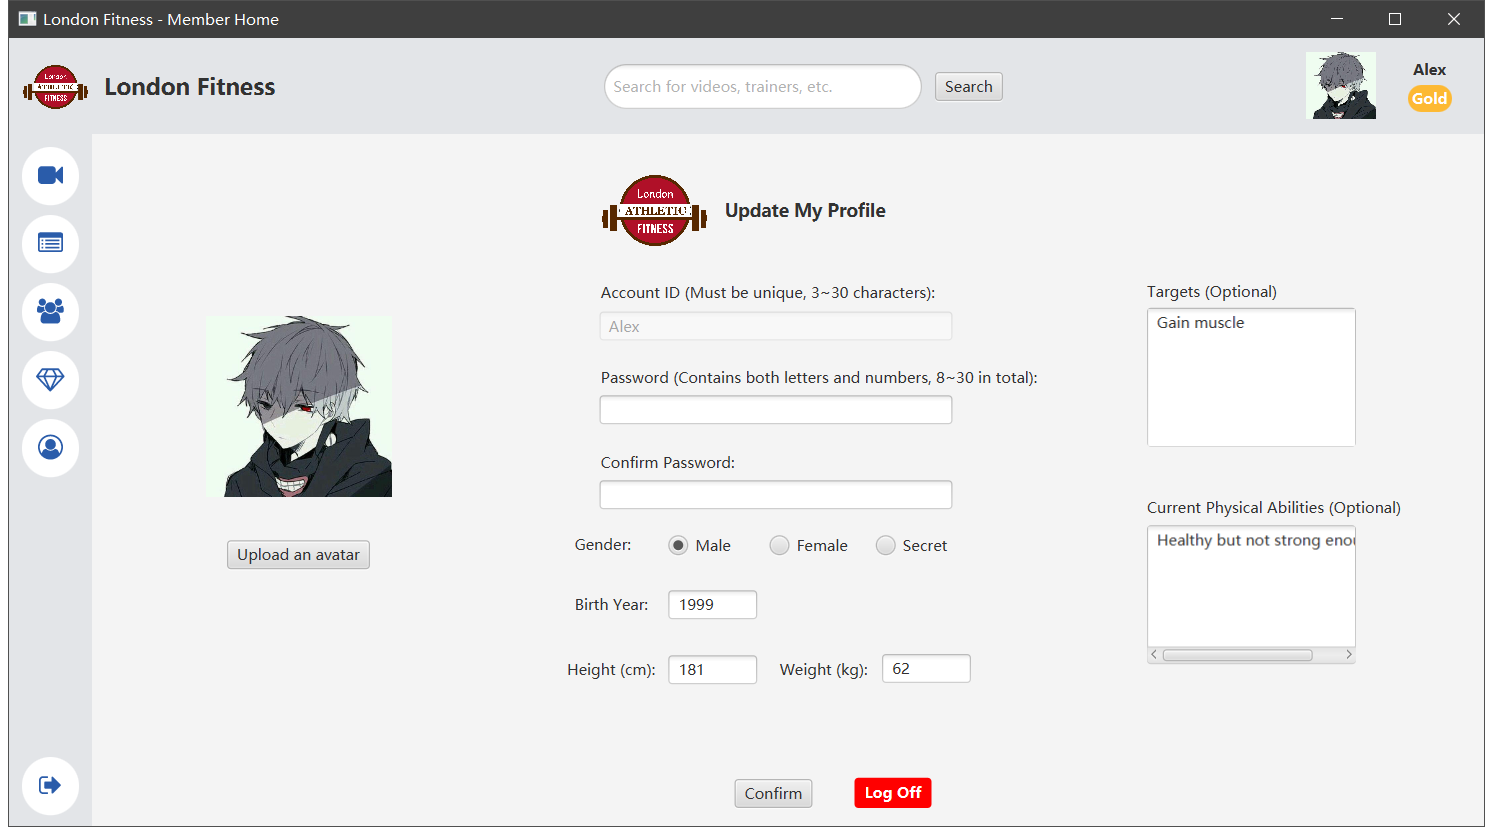 London Fitness - Member Home
London
ATHLETIC
FITNESS
London Fitness
Search for videos, trainers, etc.
Search
Alex
Gold
London
ATHLETIC
FITNESS
Update My Profile
Account ID (Must be unique, 3~30 characters):
Alex
Password (Contains both letters and numbers, 8~30 in total):
Confirm Password:
Gender: Male Female Secret
Birth Year: 1999
Height (cm): 181 Weight (kg): 62
Upload an avatar
Targets (Optional)
Gain muscle
Current Physical Abilities (Optional)
Healthy but not strong enou
Confirm
Log Off